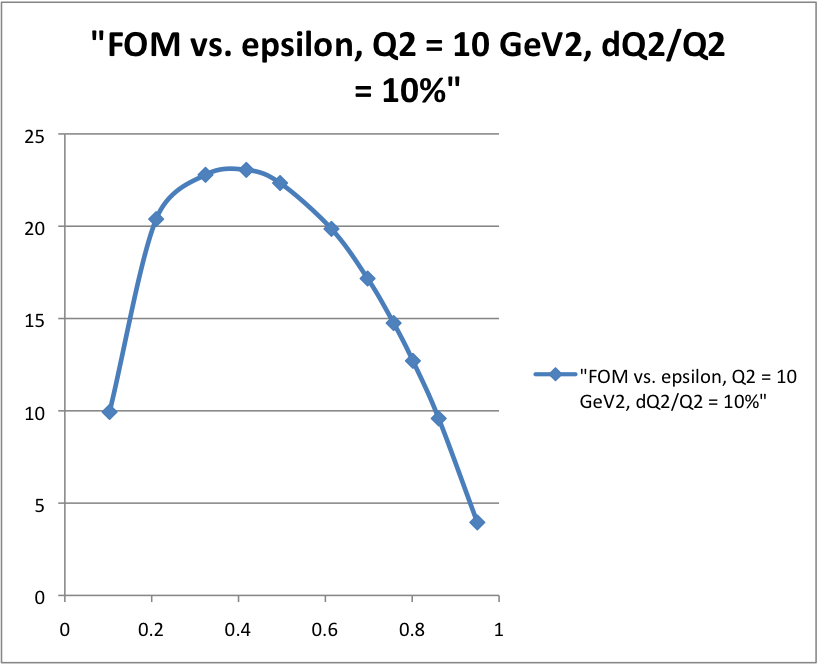 "FOM vs. epsilon, Q2 = 10 GeV2, dQ2/Q2
= 10%"
25
20
15
10
5
0
0 0.2 0.4 0.6 0.8 1
"FOM vs. epsilon, Q2 = 10
GeV2, dQ2/Q2 = 10%"